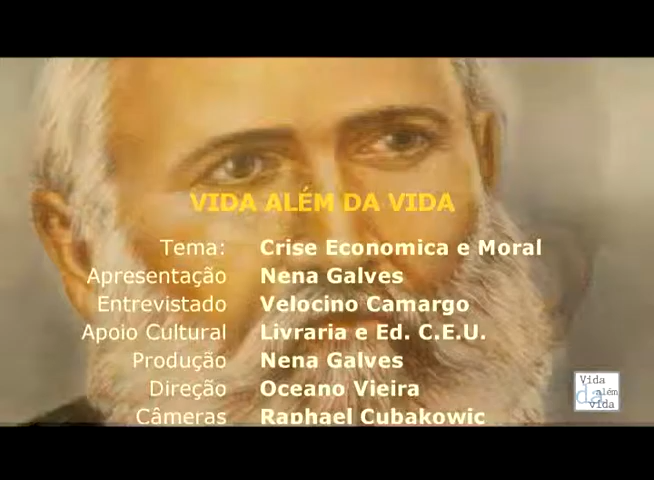 VIDA ALÉM DA VIDA
Tema: Crise Economica e Moral
Apresentação Nena Galves
Entrevistado Velocino Camargo
Apoio Cultural Livraria e Ed. C.E.U.
Produção Nena Galves
Direção Oceano Vieira
Câmeras Raphael Cubakowic
Vida
além
da
vida